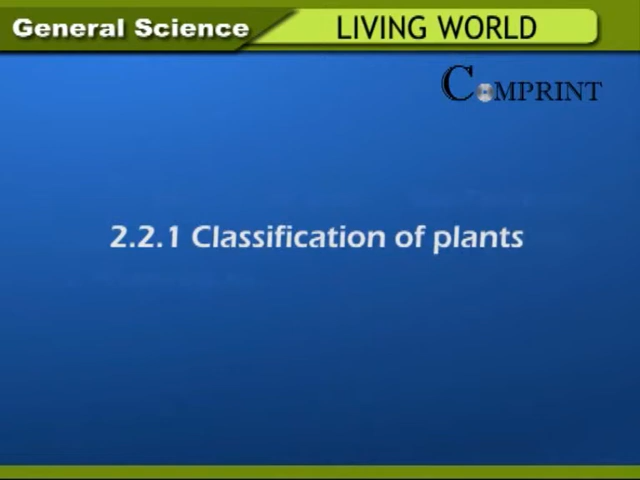 General Science
LIVING WORLD
COMPRINT
2.2.1 Classification of plants